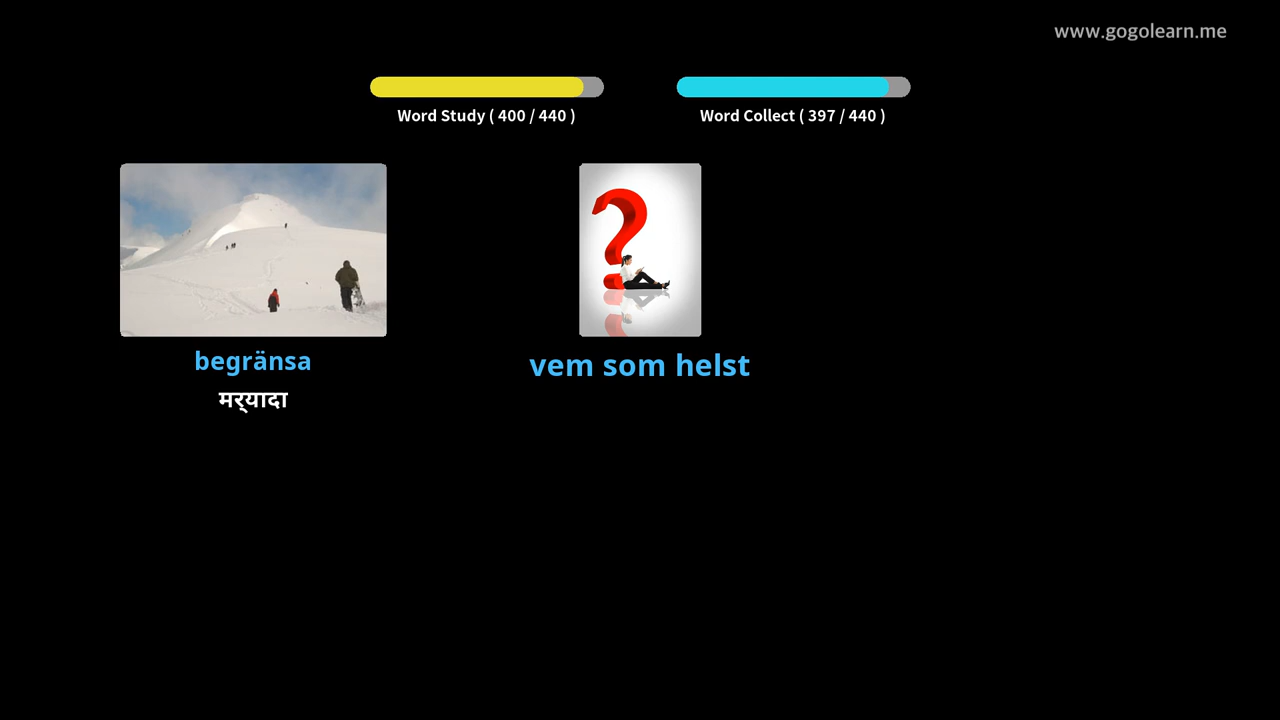 www.gogolearn.me
Word Study ( 400 / 440 )
Word Collect ( 397 / 440 )
begränsa
मर्‍यादा
vem som helst